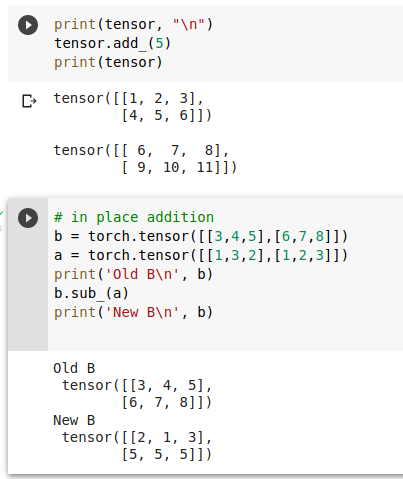 print(tensor, "\n")
tensor.add_(5)
print(tensor)
tensor([[1, 2, 3],
        [4, 5, 6]])
tensor([[ 6,  7,  8],
        [ 9, 10, 11]])
# in place addition
b = torch.tensor([[3,4,5],[6,7,8]])
a = torch.tensor([[1,3,2],[1,2,3]])
print('Old B\n', b)
b.sub_(a)
print('New B\n', b)
Old B
 tensor([[3, 4, 5],
        [6, 7, 8]])
New B
 tensor([[2, 1, 3],
        [5, 5, 5]])